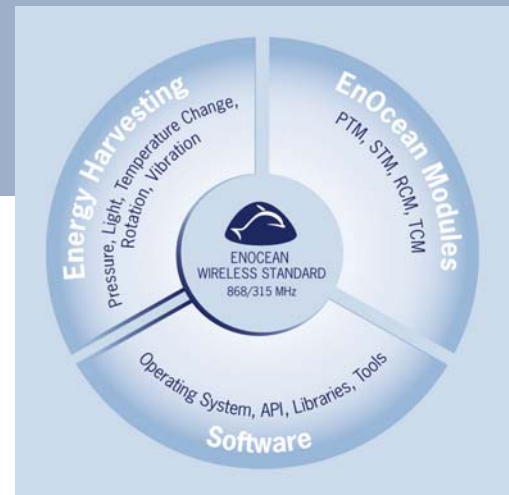 Energy Harvesting
Pressure, Light, Temperature Change,
Rotation, Vibration
EnOcean Modules
PTM, STM, RCM, TCM
ENOCEAN
WIRELESS STANDARD
868/315 MHz
Operating System, API, Libraries, Tools
Software